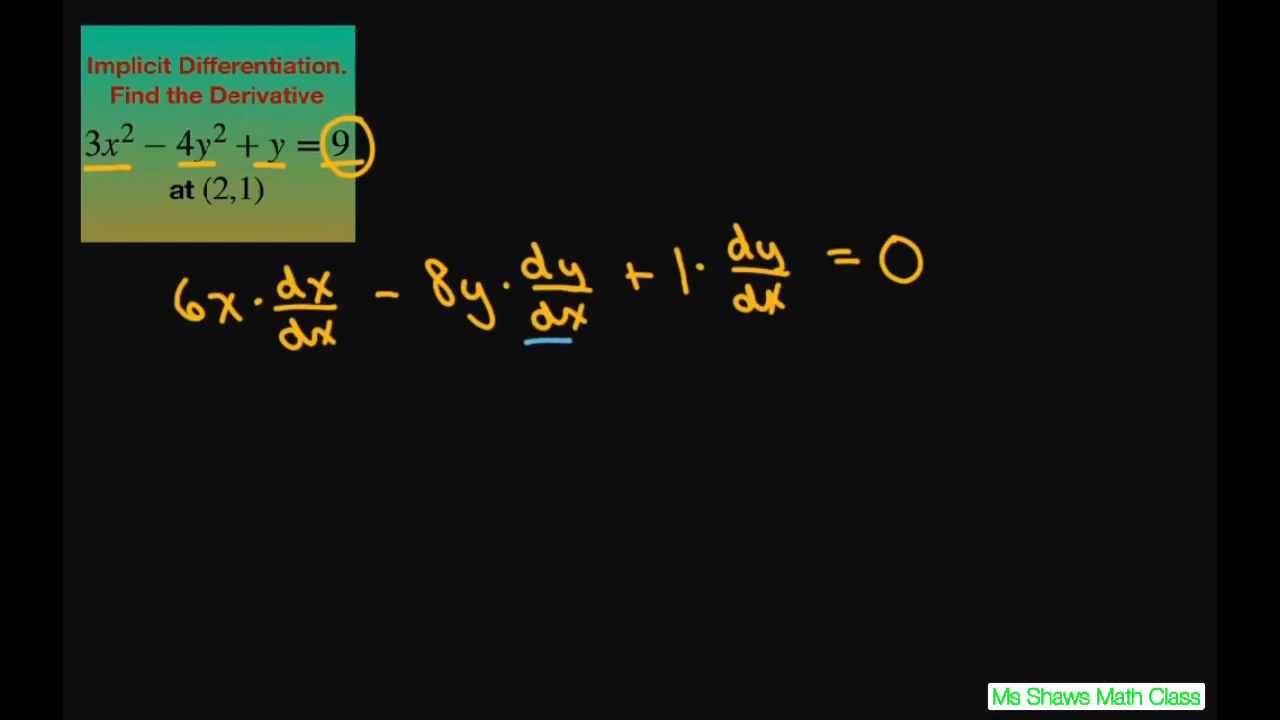 Implicit Differentiation.
Find the Derivative
3x² − 4y² + y = 9
at (2,1)
6x · dx/dx − 8y · dy/dx + 1 · dy/dx = 0
Ms Shaws Math Class